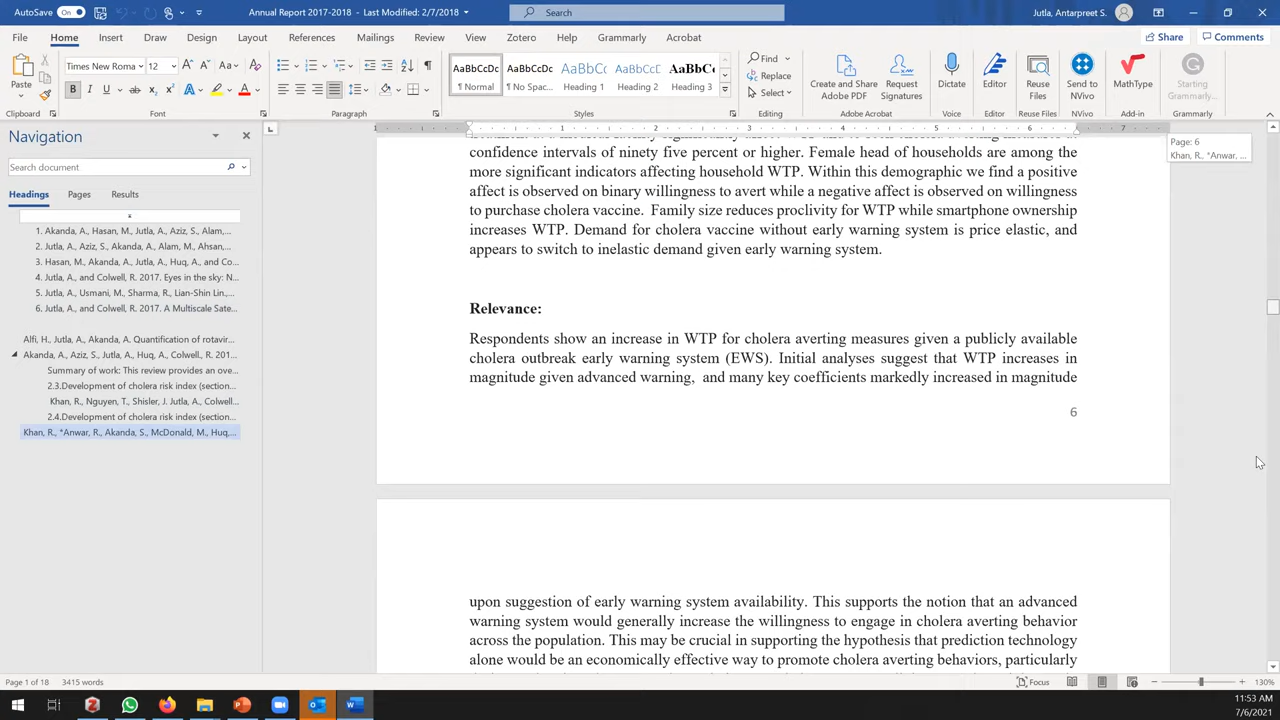 AutoSave On Annual Report 2017-2018 - Last Modified: 2/7/2018 Search Jutla, Antarpreet S.
File Home Insert Draw Design Layout References Mailings Review View Zotero Help Grammarly Acrobat Share Comments
Paste Times New Roma 12 AaBbCcDc ¶ Normal AaBbCcDc ¶ No Spac... AaBbCc Heading 1 AaBbCcD Heading 2 AaBbC Heading 3 Find Replace Select Create and Share Adobe PDF Request Signatures Dictate Editor Reuse Files Send to NVivo MathType Start Grammarly...
Clipboard Font Paragraph Styles Editing Adobe Acrobat Voice Editor Reuse Files NVivo Add-in Grammarly
Navigation
Search document
Headings Pages Results
1. Akanda, A., Hasan, M., Jutla, A., Aziz, S., Alam,...
2. Jutla, A., Aziz, S., Akanda, A., Alam, M., Ahsan,...
3. Hasan, M., Akanda, A., Jutla, A., Huq, A., and Co...
4. Jutla, A., and Colwell, R. 2017. Eyes in the sky: N...
5. Jutla, A., Usmani, M., Sharma, R., Lian-Shin Lin,...
6. Jutla, A., and Colwell, R. 2017. A Multiscale Sate...
Alfi, H., Jutla, A., Akanda, A. Quantification of rotavir...
Akanda, A., Aziz, S., Jutla, A., Huq, A., Colwell, R. 201...
Summary of work: This review provides an ove...
2.3.Development of cholera risk index (section...
Khan, R., Nguyen, T., Shisler, J. Jutla, A., Colwell...
2.4.Development of cholera risk index (section...
Khan, R., *Anwar, R., Akanda, S., McDonald, M., Huq,...
1 1 2 3 4 5 6 7
Page: 6
Khan, R., *Anwar, ...
confidence intervals of ninety five percent or higher. Female head of households are among the
more significant indicators affecting household WTP. Within this demographic we find a positive
affect is observed on binary willingness to avert while a negative affect is observed on willingness
to purchase cholera vaccine. Family size reduces proclivity for WTP while smartphone ownership
increases WTP. Demand for cholera vaccine without early warning system is price elastic, and
appears to switch to inelastic demand given early warning system.
Relevance:
Respondents show an increase in WTP for cholera averting measures given a publicly available
cholera outbreak early warning system (EWS). Initial analyses suggest that WTP increases in
magnitude given advanced warning, and many key coefficients markedly increased in magnitude
6
upon suggestion of early warning system availability. This supports the notion that an advanced
warning system would generally increase the willingness to engage in cholera averting behavior
across the population. This may be crucial in supporting the hypothesis that prediction technology
alone would be an economically effective way to promote cholera averting behaviors, particularly
Page 1 of 18 3415 words Focus 130%
11:53 AM
7/6/2021